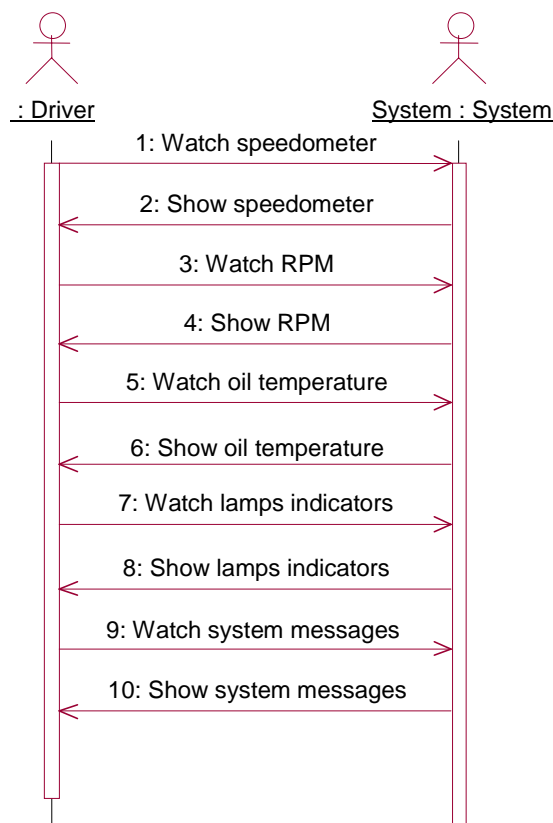 : Driver
System : System
1: Watch speedometer
2: Show speedometer
3: Watch RPM
4: Show RPM
5: Watch oil temperature
6: Show oil temperature
7: Watch lamps indicators
8: Show lamps indicators
9: Watch system messages
10: Show system messages